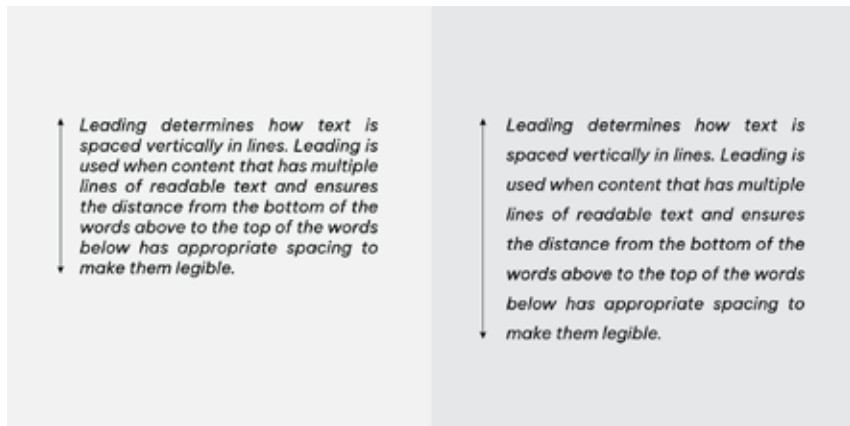 Leading determines how text is
spaced vertically in lines. Leading is
used when content that has multiple
lines of readable text and ensures
the distance from the bottom of the
words above to the top of the words
below has appropriate spacing to
make them legible.
Leading determines how text is
spaced vertically in lines. Leading is
used when content that has multiple
lines of readable text and ensures
the distance from the bottom of the
words above to the top of the words
below has appropriate spacing to
make them legible.